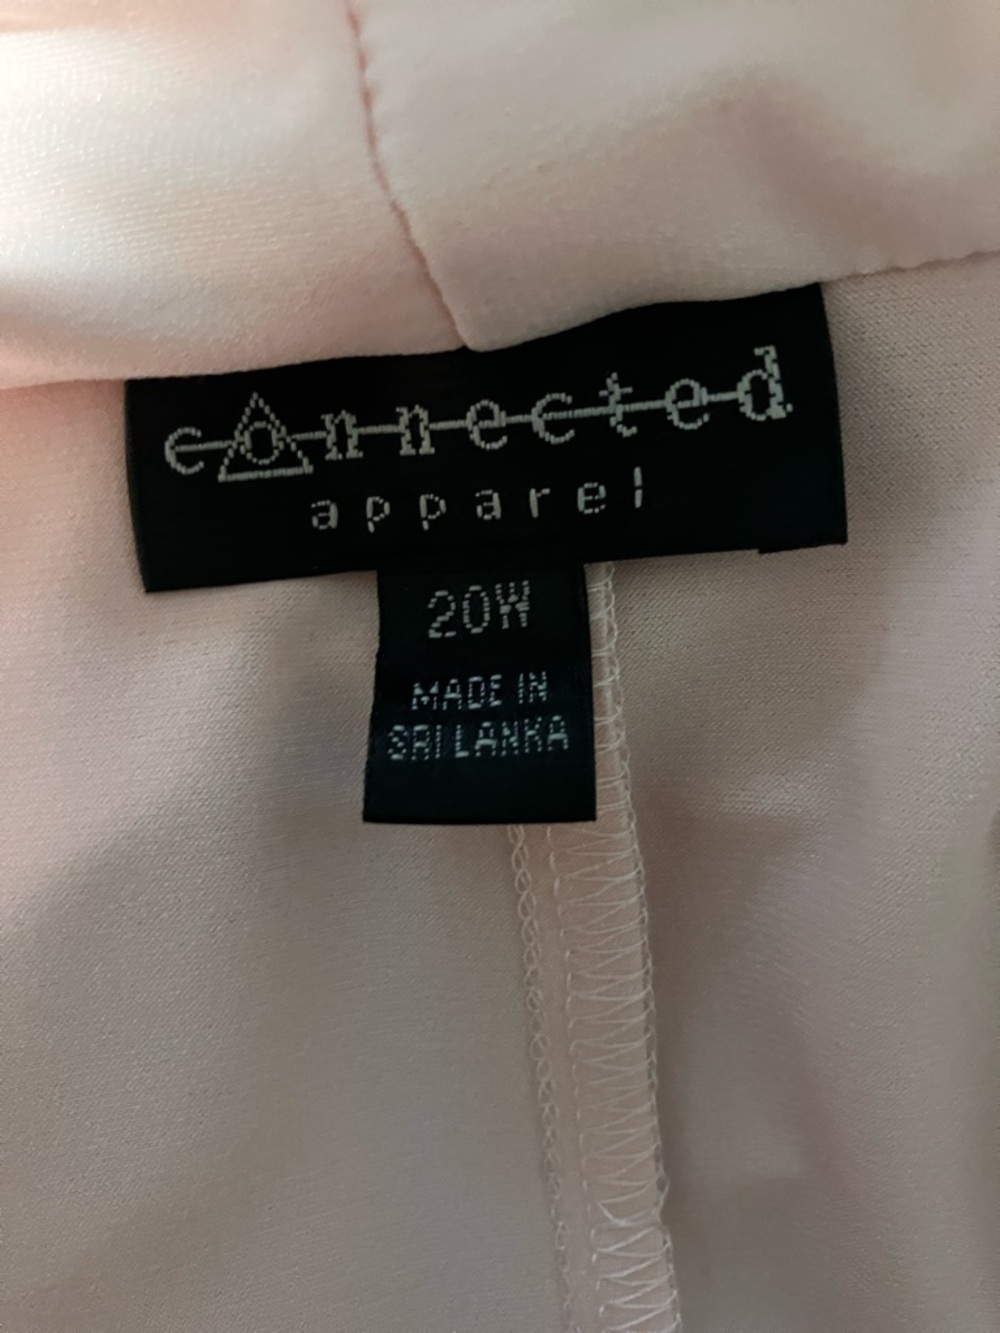 connected
apparel
20W
MADE IN
SRI LANKA